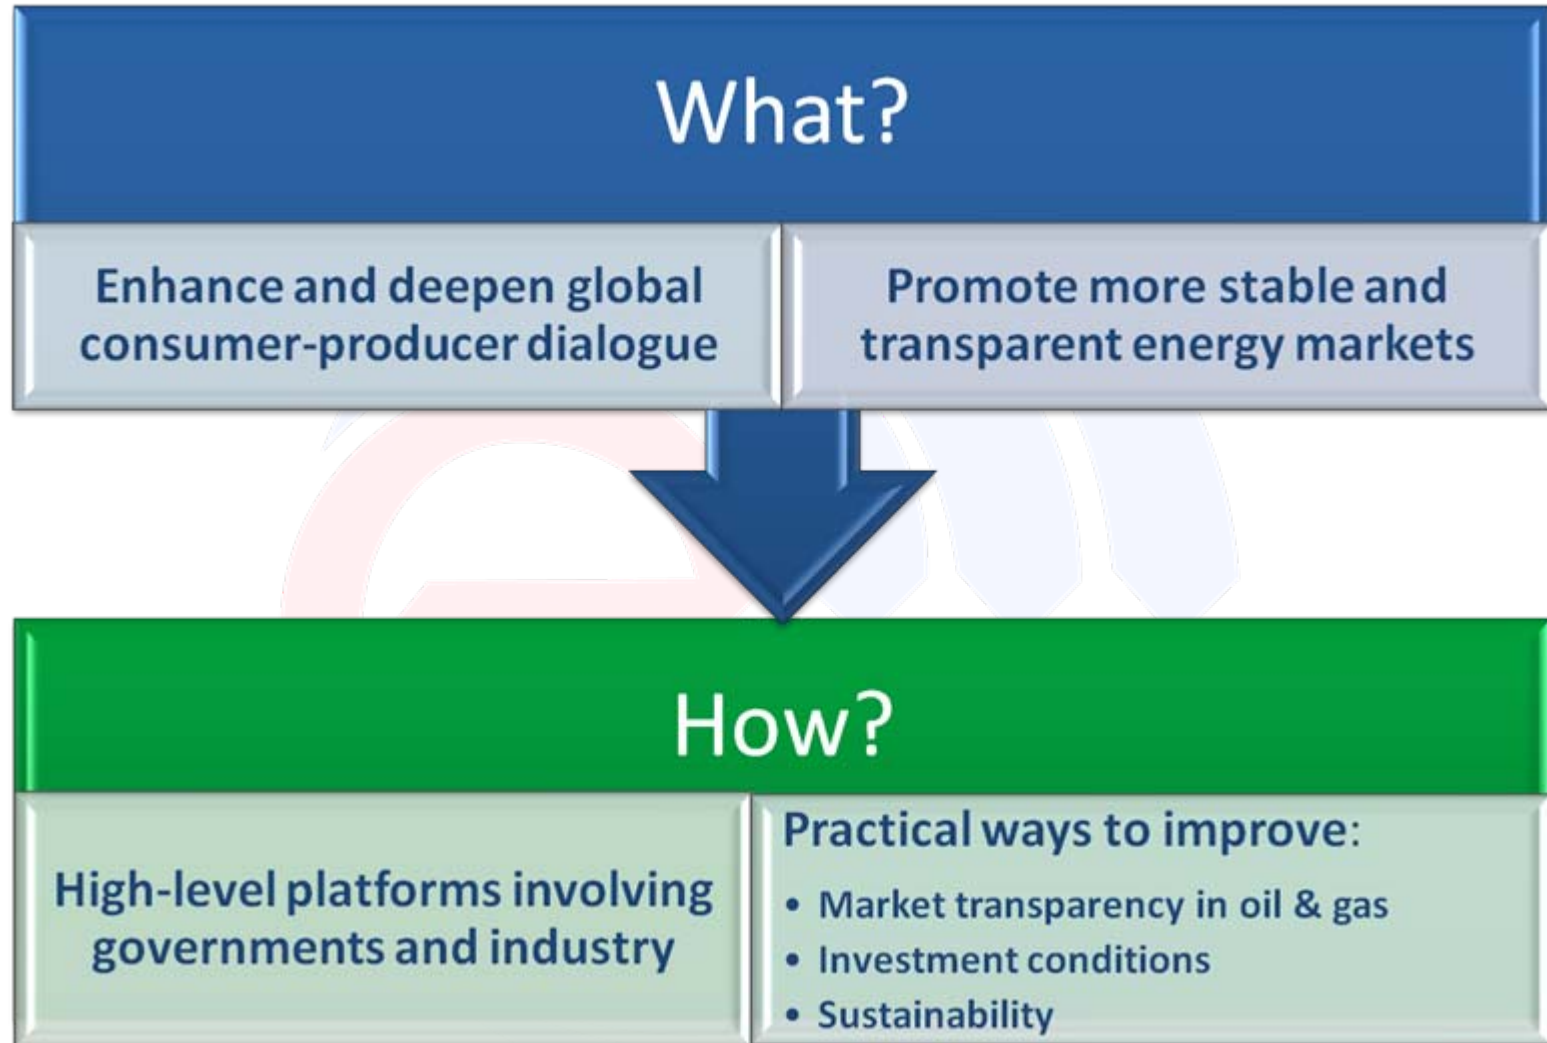 What?
Enhance and deepen global
consumer-producer dialogue
Promote more stable and
transparent energy markets
How?
High-level platforms involving
governments and industry
Practical ways to improve:
• Market transparency in oil & gas
• Investment conditions
• Sustainability